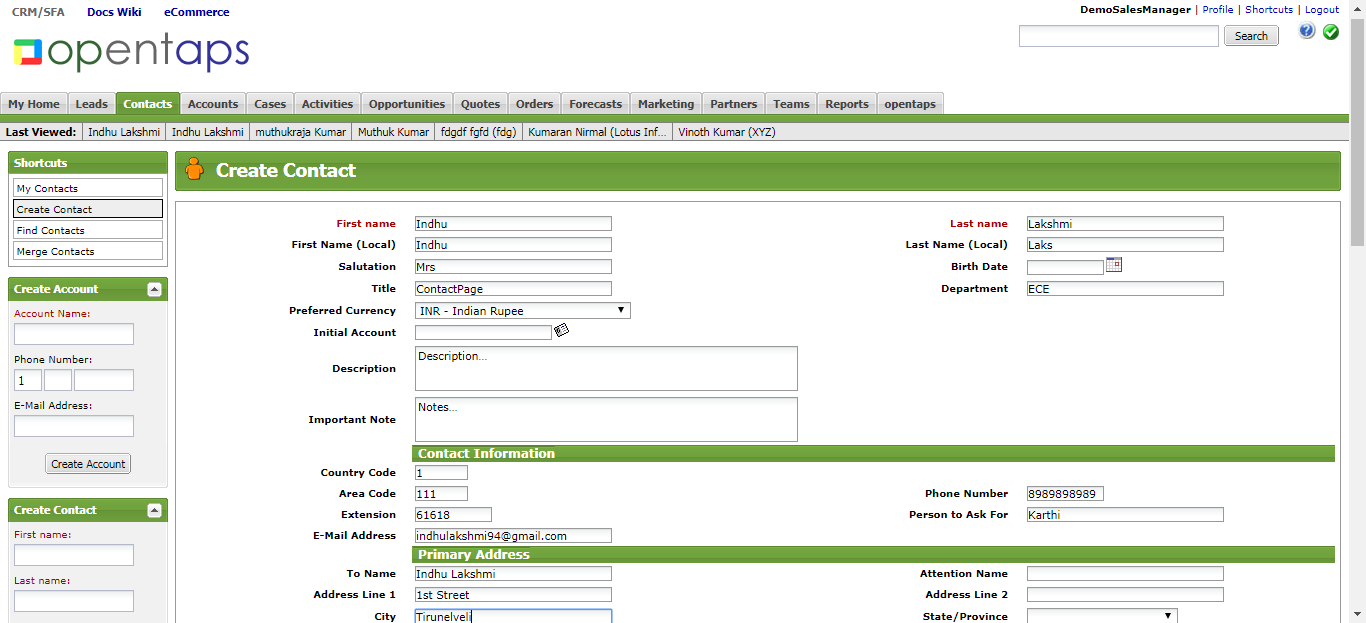 CRM/SFA Docs Wiki eCommerce
DemoSalesManager | Profile | Shortcuts | Logout
opentaps
Search
My Home Leads Contacts Accounts Cases Activities Opportunities Quotes Orders Forecasts Marketing Partners Teams Reports opentaps
Last Viewed: Indhu Lakshmi Indhu Lakshmi muthukraja Kumar Muthuk Kumar fdgdf fgfd (fdg) Kumaran Nirmal (Lotus Inf... Vinoth Kumar (XYZ)
Shortcuts
My Contacts
Create Contact
Find Contacts
Merge Contacts
Create Account
Account Name:
Phone Number:
1
E-Mail Address:
Create Account
Create Contact
First name:
Last name:
Create Contact
First name Indhu Last name Lakshmi
First Name (Local) Indhu Last Name (Local) Laks
Salutation Mrs Birth Date
Title ContactPage Department ECE
Preferred Currency INR - Indian Rupee
Initial Account
Description Description...
Important Note Notes...
Contact Information
Country Code 1
Area Code 111 Phone Number 8989898989
Extension 61618 Person to Ask For Karthi
E-Mail Address indhulakshmi94@gmail.com
Primary Address
To Name Indhu Lakshmi Attention Name
Address Line 1 1st Street Address Line 2
City Tirunelveli State/Province